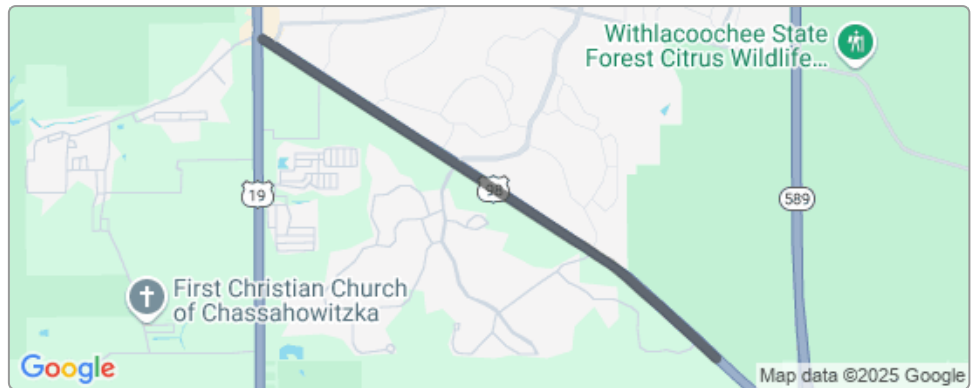 Withlacoochee State
Forest Citrus Wildlife...
19
98
589
First Christian Church
of Chassahowitzka
Google
Map data ©2025 Google